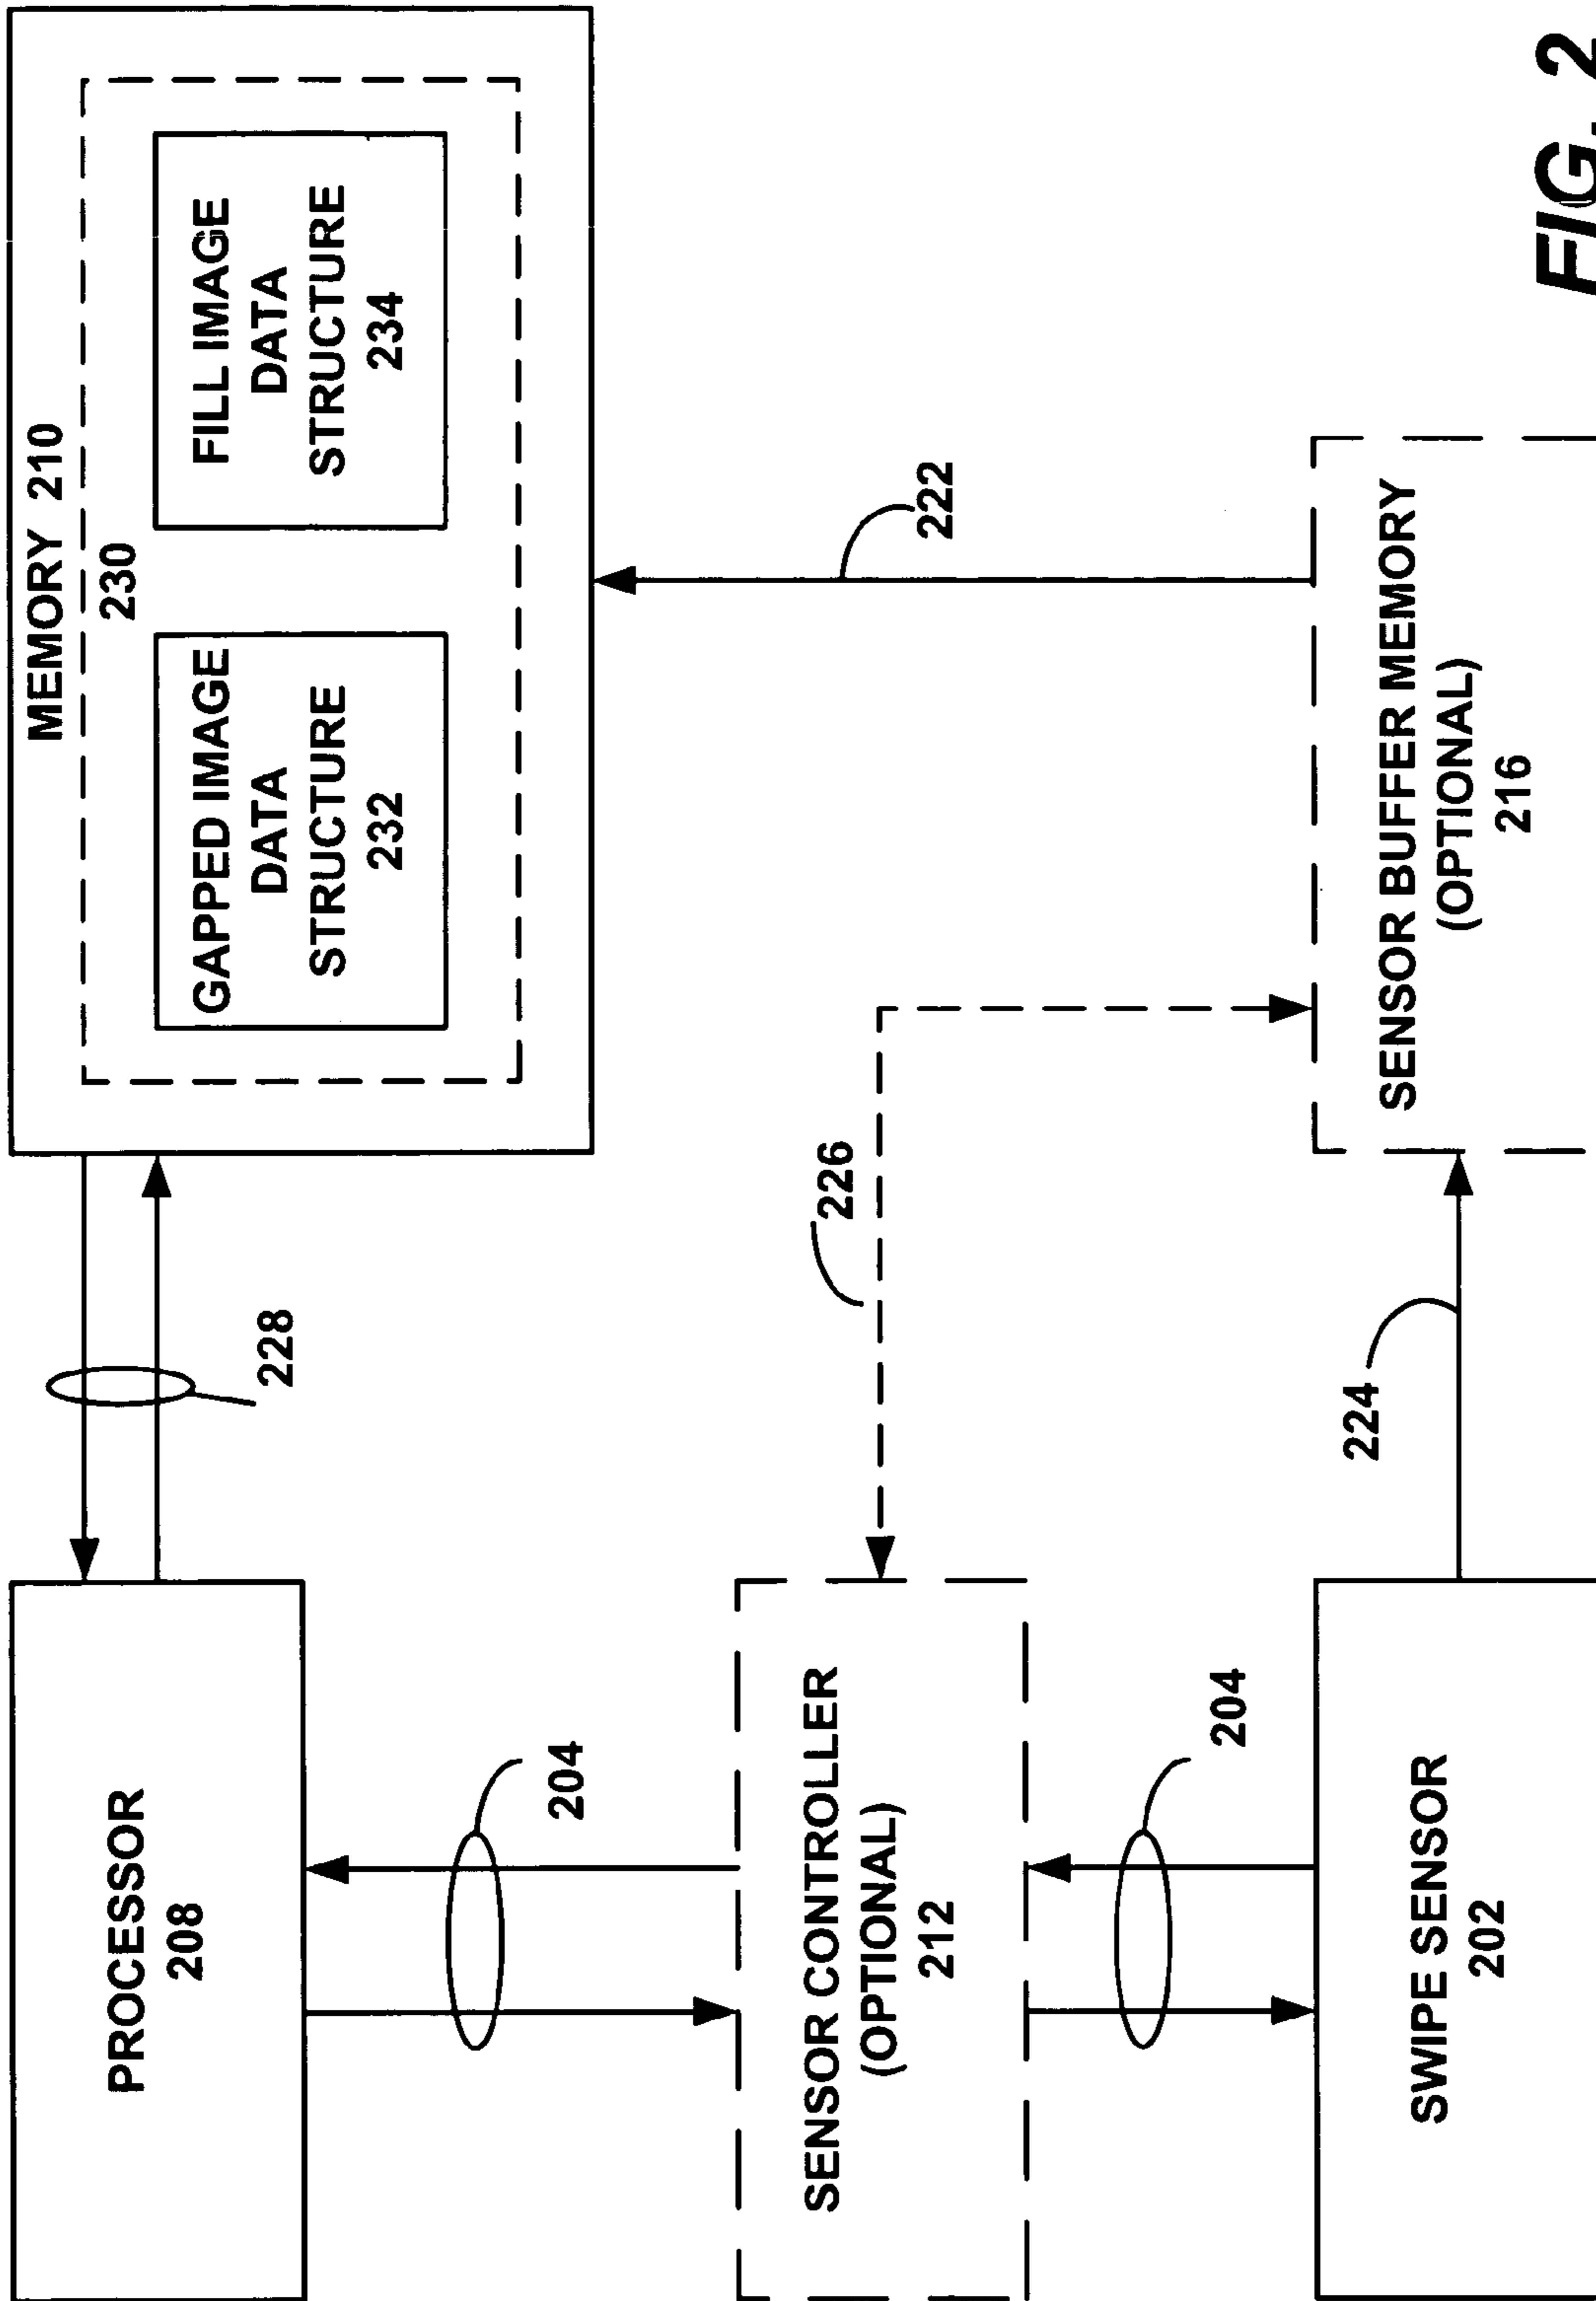 PROCESSOR
208
228
MEMORY 210
230
GAPPED IMAGE
DATA
STRUCTURE
232
FILL IMAGE
DATA
STRUCTURE
234
204
SENSOR CONTROLLER
(OPTIONAL)
212
226
222
204
SWIPE SENSOR
202
224
SENSOR BUFFER MEMORY
(OPTIONAL)
216
FIG. 2